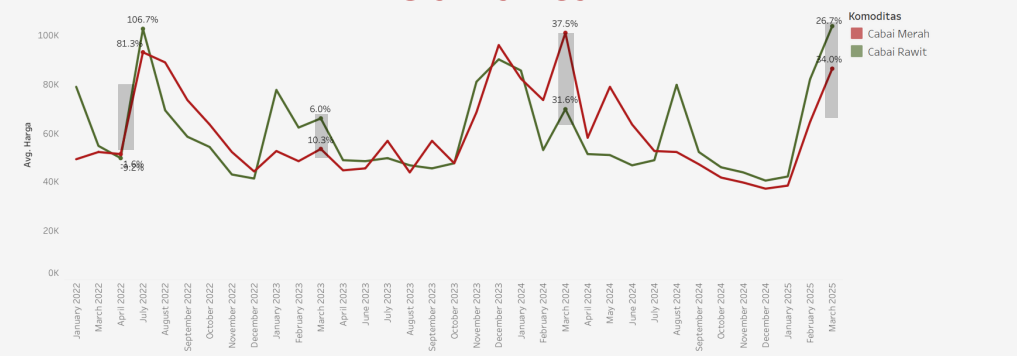 106.7%
81.3%
-1.6%
-9.2%
6.0%
10.3%
37.5%
31.6%
26.7%
34.0%
Komoditas
Cabai Merah
Cabai Rawit
Avg. Harga
100K
80K
60K
40K
20K
0K
January 2022
March 2022
April 2022
July 2022
August 2022
September 2022
October 2022
November 2022
December 2022
January 2023
February 2023
March 2023
April 2023
June 2023
July 2023
August 2023
September 2023
October 2023
November 2023
December 2023
January 2024
February 2024
March 2024
April 2024
May 2024
June 2024
July 2024
August 2024
September 2024
October 2024
November 2024
December 2024
January 2025
February 2025
March 2025